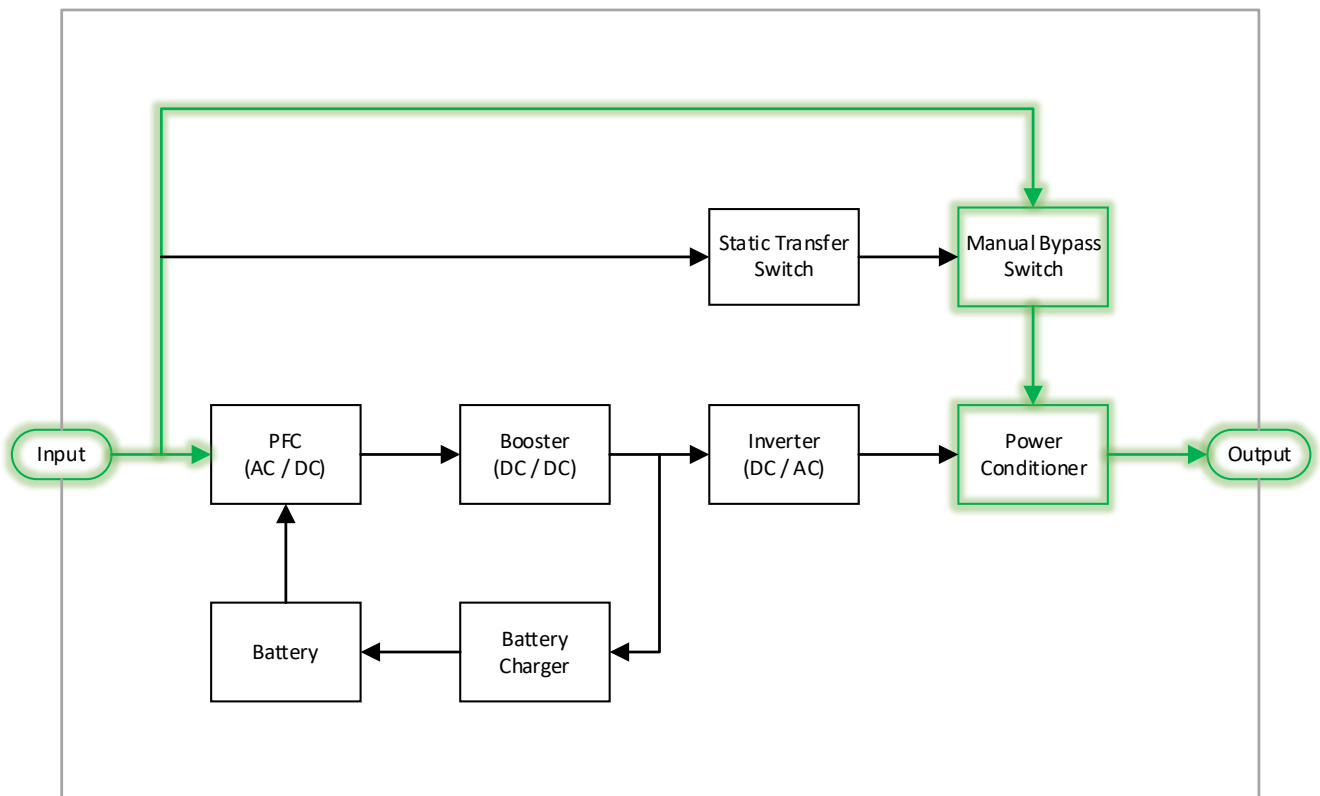 Static Transfer
Switch
Manual Bypass
Switch
Input
PFC
(AC / DC)
Booster
(DC / DC)
Inverter
(DC / AC)
Power
Conditioner
Output
Battery
Battery
Charger